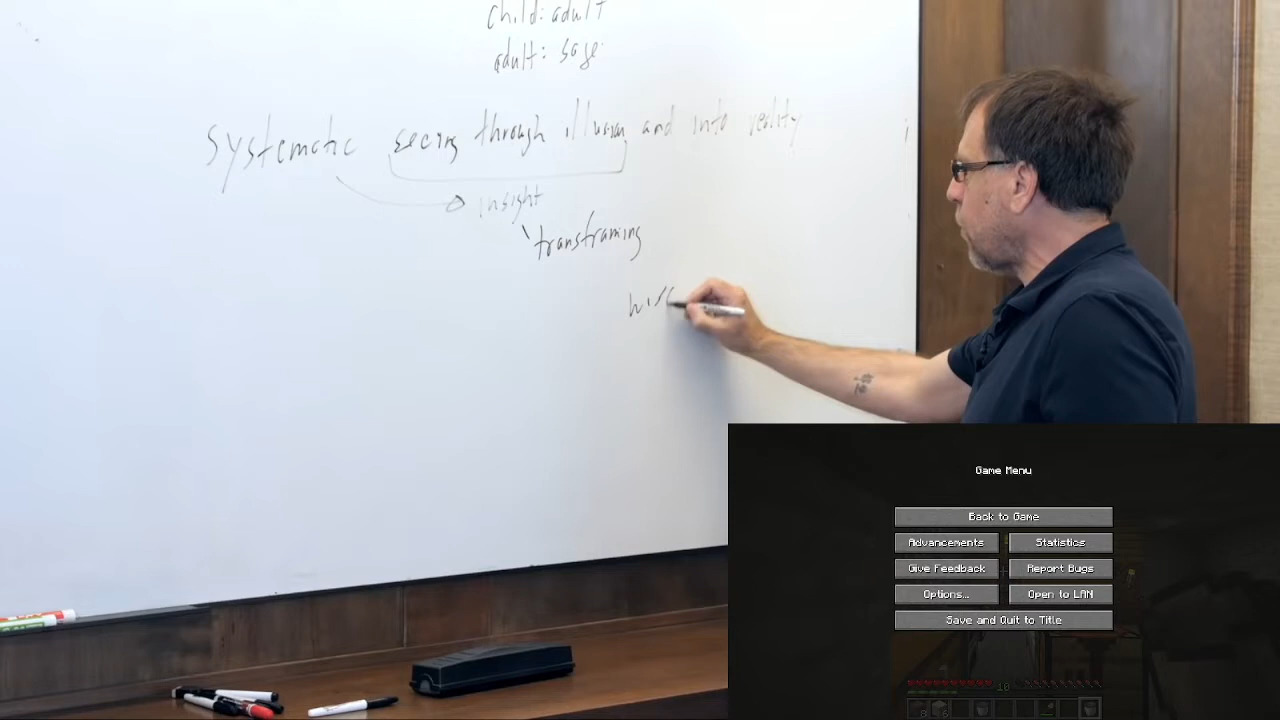 child: adult
adult: sage
systematic seeing through illusion and into reality
insight
transframing
Game Menu
Back to Game
Advancements
Statistics
Give Feedback
Report Bugs
Options...
Open to LAN
Save and Quit to Title
18